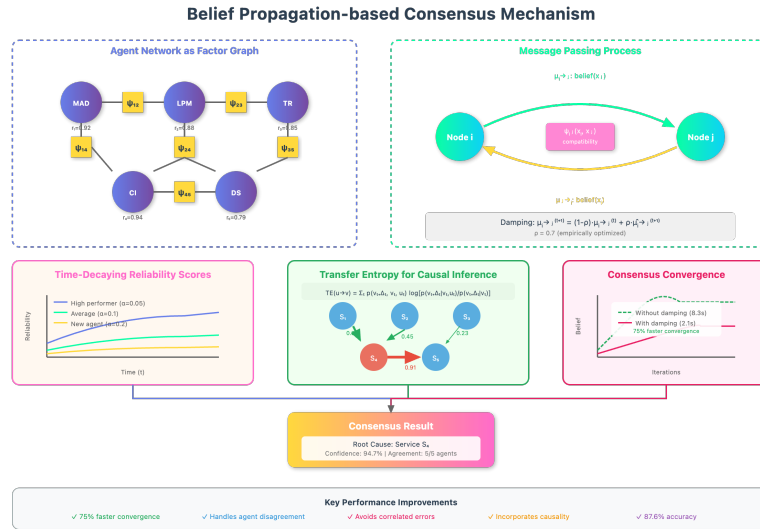 Belief Propagation-based Consensus Mechanism
Agent Network as Factor Graph
MAD
ψ₁₂
LPM
ψ₂₃
TR
r₁=0.92
r₂=0.88
r₃=0.85
ψ₁₄
ψ₂₄
ψ₃₅
CI
ψ₄₅
DS
r₄=0.94
r₅=0.79
Message Passing Process
μᵢ→ⱼ: belief(xⱼ)
Node i
ψᵢⱼ(xᵢ, xⱼ)
compatibility
Node j
μⱼ→ᵢ: belief(xᵢ)
Damping: μᵢ→ⱼ⁽ᵗ⁺¹⁾ = (1-ρ)·μᵢ→ⱼ⁽ᵗ⁾ + ρ·μ̂ᵢ→ⱼ⁽ᵗ⁺¹⁾
ρ = 0.7 (empirically optimized)
Time-Decaying Reliability Scores
Reliability
High performer (α=0.05)
Average (α=0.1)
New agent (α=0.2)
Time (t)
Transfer Entropy for Causal Inference
S₁
S₂
S₃
0.45
0.23
S₄
0.91
S₅
Consensus Convergence
Belief
Without damping (8.3s)
With damping (2.1s)
75% faster convergence
Iterations
Consensus Result
Root Cause: Service S₄
Confidence: 94.7% | Agreement: 5/5 agents
Key Performance Improvements
✓ 75% faster convergence
✓ Handles agent disagreement
✓ Avoids correlated errors
✓ Incorporates causality
✓ 87.6% accuracy